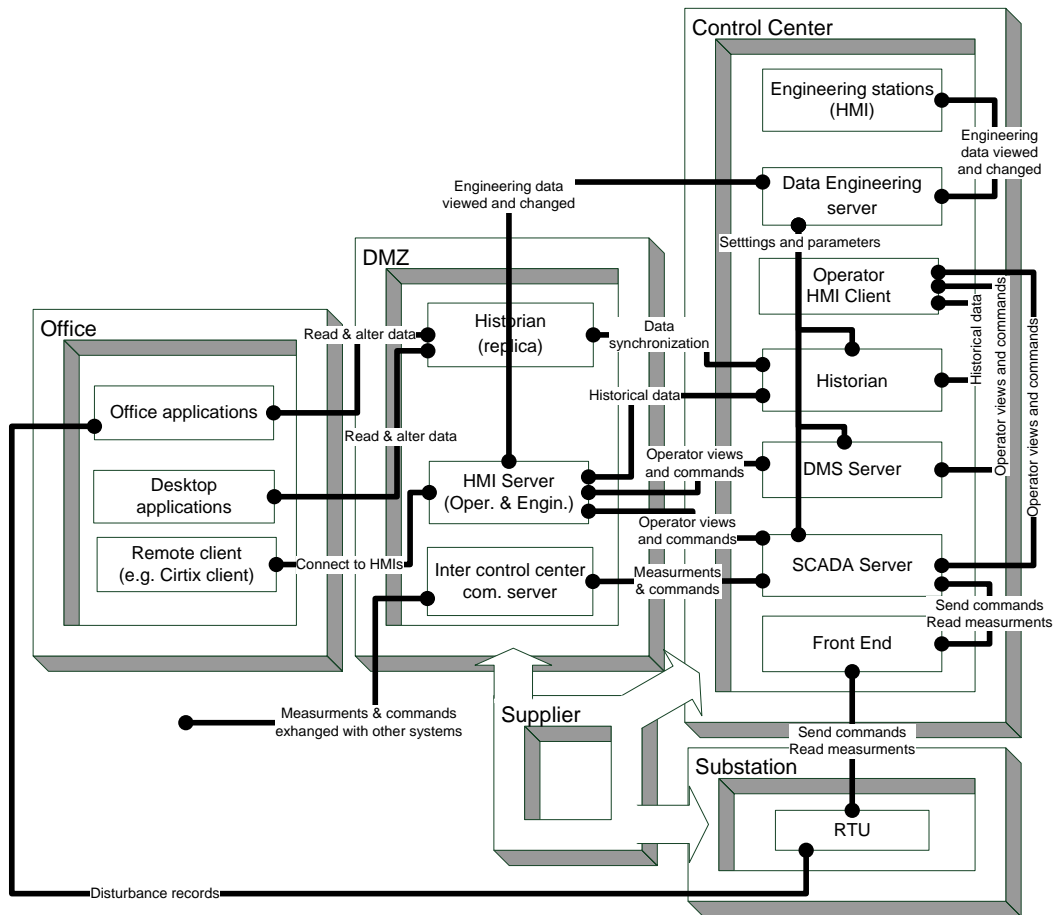 Control Center
Engineering stations
(HMI)
Engineering
data viewed
and changed
Data Engineering
server
Engineering data
viewed and changed
Setttings and parameters
DMZ
Operator
HMI Client
Office
Historian
(replica)
Read & alter data
Data
synchronization
Historian
Historical data
Operator views and commands
Operator views and commands
Office applications
Historical data
Read & alter data
HMI Server
(Oper. & Engin.)
Operator views
and commands
DMS Server
Desktop
applications
Operator views
and commands
Remote client
(e.g. Cirtix client)
Connect to HMIs
Inter control center
com. server
Measurments
& commands
SCADA Server
Send commands
Read measurments
Front End
Measurments & commands
exhanged with other systems
Supplier
Send commands
Read measurments
Substation
RTU
Disturbance records